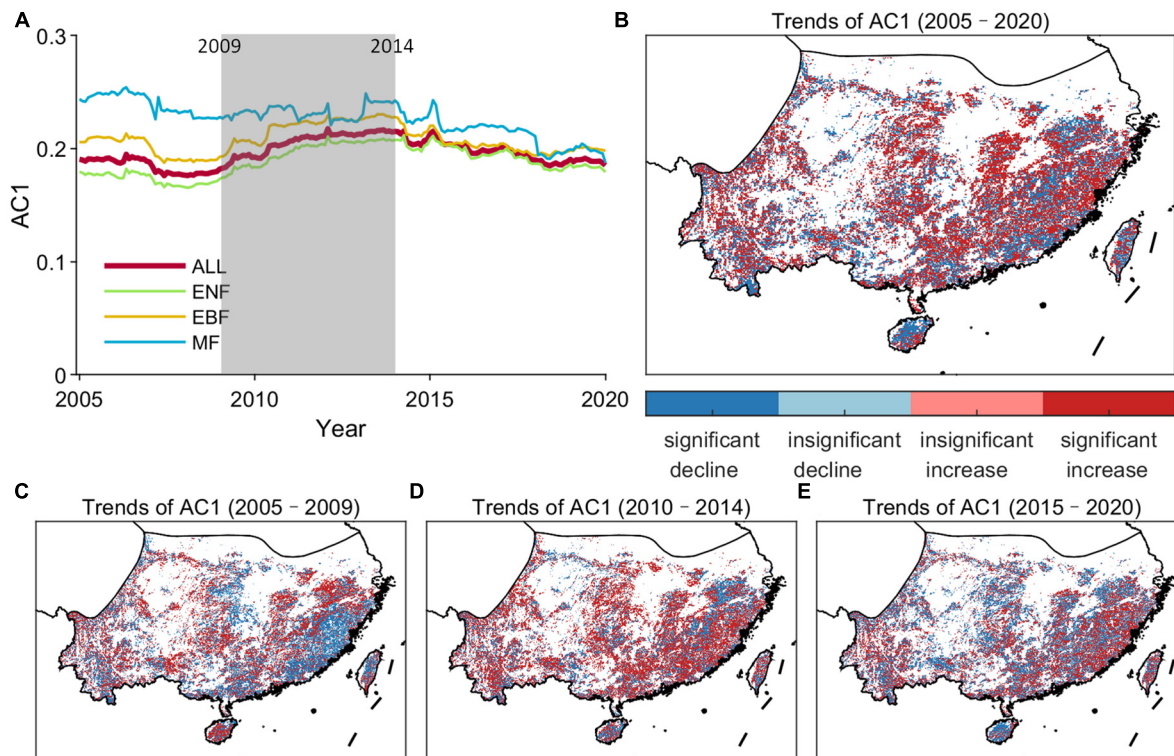 A
0.3
0.2
0.1
0
AC1
2009
2014
ALL
ENF
EBF
MF
2005
2010
2015
2020
Year
B
Trends of AC1 (2005 – 2020)
significant decline
insignificant decline
insignificant increase
significant increase
C
Trends of AC1 (2005 – 2009)
D
Trends of AC1 (2010 – 2014)
E
Trends of AC1 (2015 – 2020)